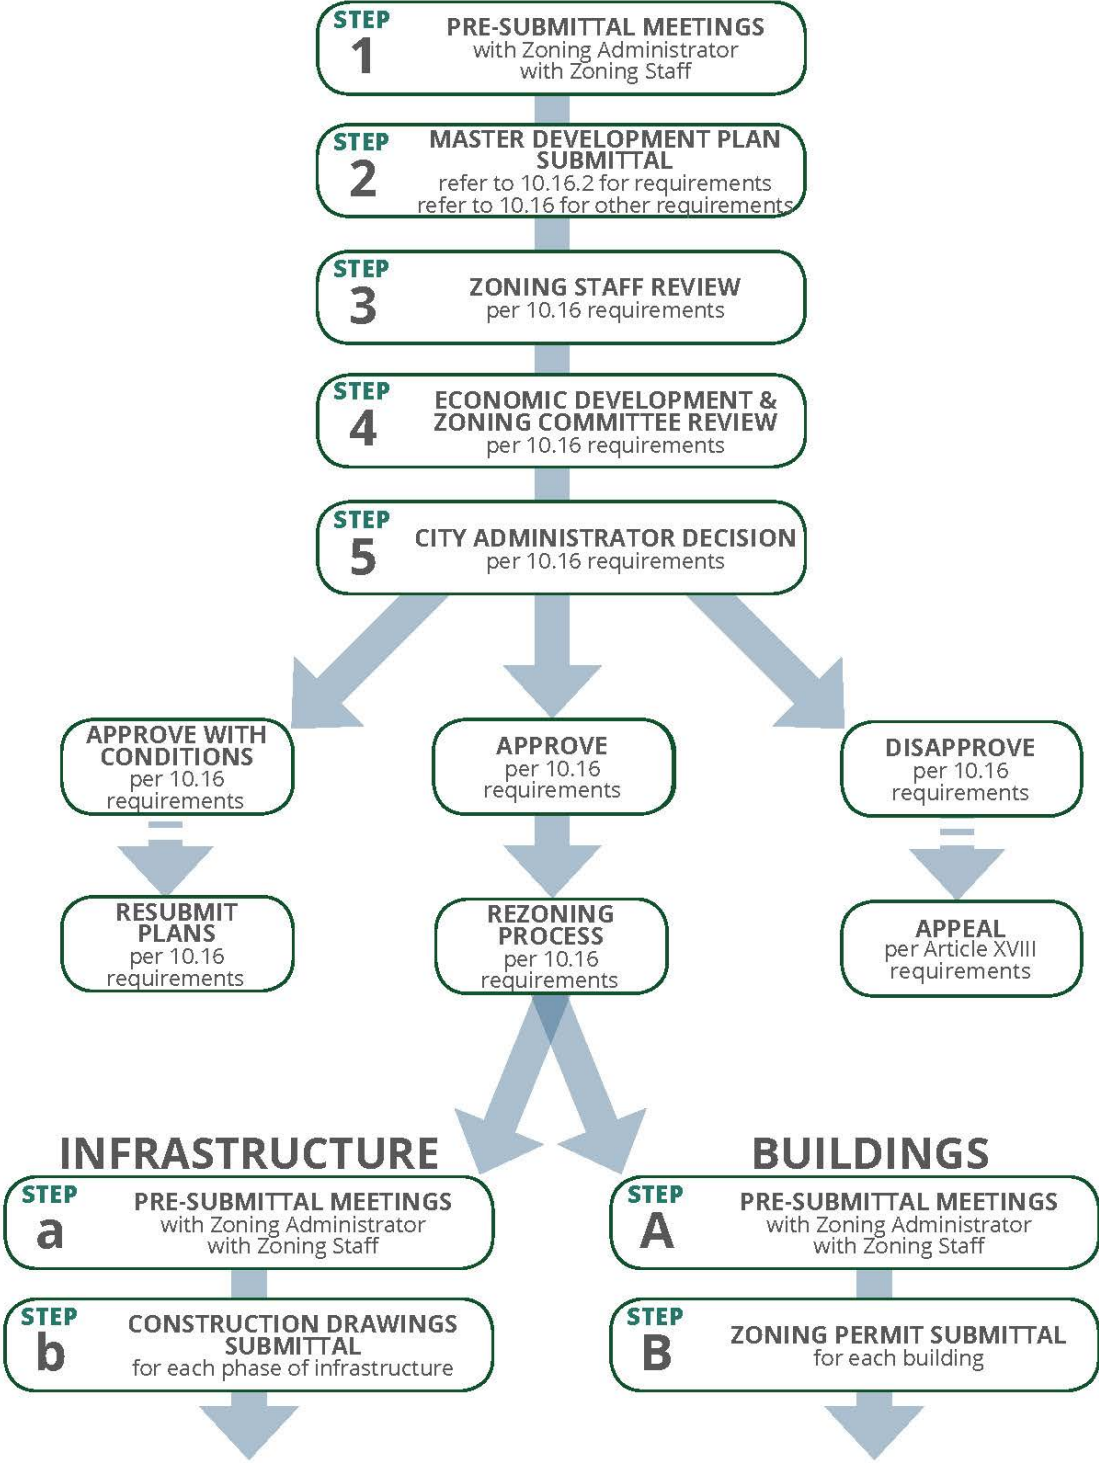 STEP
1
PRE-SUBMITTAL MEETINGS
with Zoning Administrator
with Zoning Staff
STEP
2
MASTER DEVELOPMENT PLAN
SUBMITTAL
refer to 10.16.2 for requirements
refer to 10.16 for other requirements
STEP
3
ZONING STAFF REVIEW
per 10.16 requirements
STEP
4
ECONOMIC DEVELOPMENT &
ZONING COMMITTEE REVIEW
per 10.16 requirements
STEP
5
CITY ADMINISTRATOR DECISION
per 10.16 requirements
APPROVE WITH
CONDITIONS
per 10.16
requirements
APPROVE
per 10.16
requirements
DISAPPROVE
per 10.16
requirements
RESUBMIT
PLANS
per 10.16
requirements
REZONING
PROCESS
per 10.16
requirements
APPEAL
per Article XVIII
requirements
INFRASTRUCTURE
STEP
a
PRE-SUBMITTAL MEETINGS
with Zoning Administrator
with Zoning Staff
STEP
b
CONSTRUCTION DRAWINGS
SUBMITTAL
for each phase of infrastructure
BUILDINGS
STEP
A
PRE-SUBMITTAL MEETINGS
with Zoning Administrator
with Zoning Staff
STEP
B
ZONING PERMIT SUBMITTAL
for each building